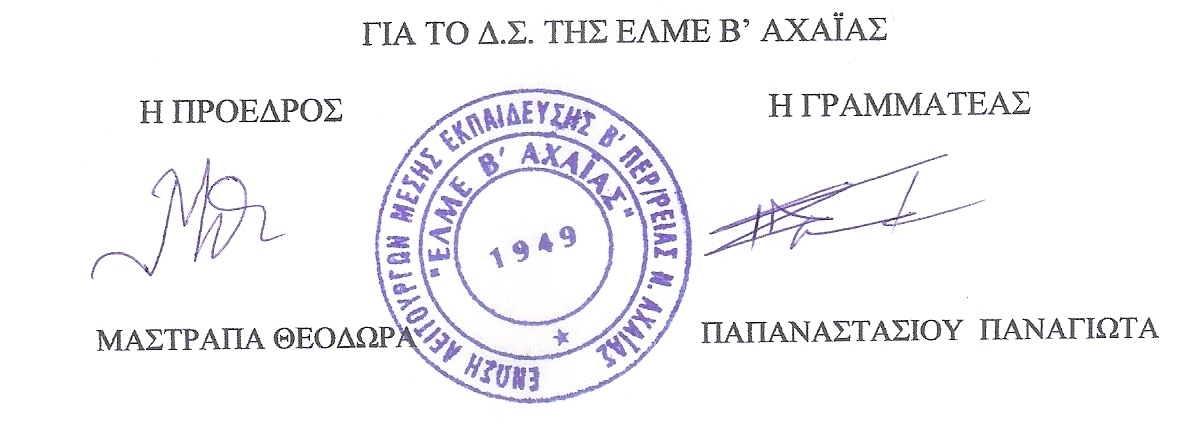 ΓΙΑ ΤΟ Δ.Σ. ΤΗΣ ΕΛΜΕ Β’ ΑΧΑΪΑΣ
Η ΠΡΟΕΔΡΟΣ
Η ΓΡΑΜΜΑΤΕΑΣ
ΕΝΩΣΗ ΛΕΙΤΟΥΡΓΩΝ ΜΕΣΗΣ ΕΚΠΑΙΔΕΥΣΗΣ Β’ ΠΕΡ/ΡΕΙΑΣ Ν. ΑΧΑΪΑΣ
"ΕΛΜΕ Β’ ΑΧΑΪΑΣ"
1949
ΜΑΣΤΡΑΠΑ ΘΕΟΔΩΡΑ
ΠΑΠΑΝΑΣΤΑΣΙΟΥ ΠΑΝΑΓΙΩΤΑ